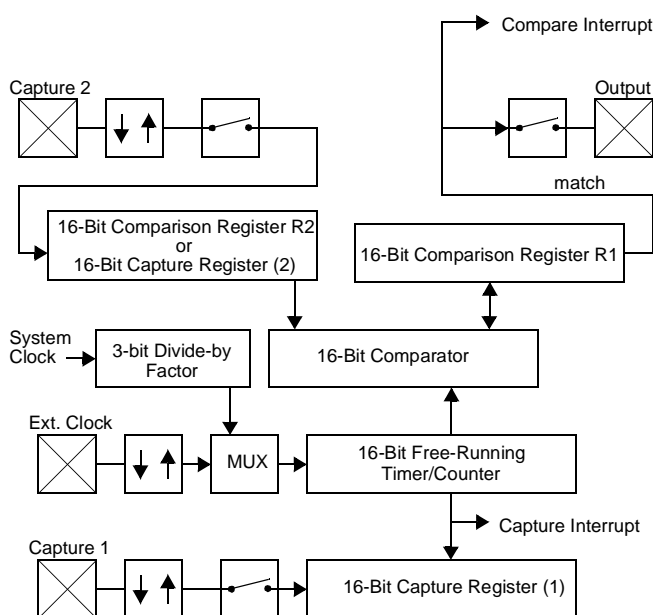 Compare Interrupt
Capture 2
Output
match
16-Bit Comparison Register R2
or
16-Bit Capture Register (2)
16-Bit Comparison Register R1
System
Clock
3-bit Divide-by
Factor
16-Bit Comparator
Ext. Clock
MUX
16-Bit Free-Running
Timer/Counter
Capture Interrupt
Capture 1
16-Bit Capture Register (1)